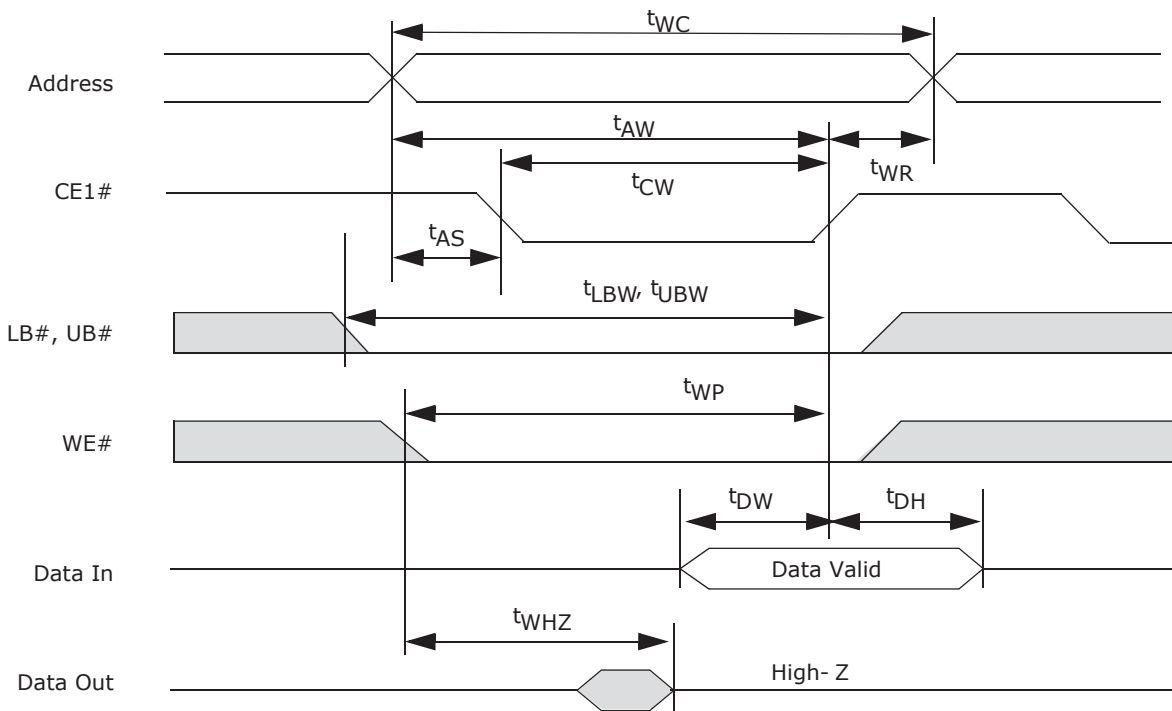 tWC
Address
tAW
CE1#
tCW
tWR
tAS
tLBW, tUBW
LB#, UB#
tWP
WE#
tDW
tDH
Data In
Data Valid
tWHZ
Data Out
High- Z